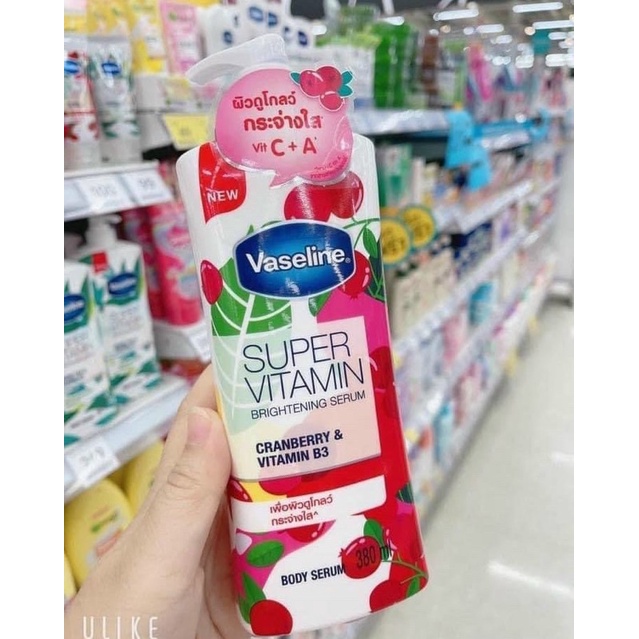 ผิวดูโกลว์
กระจ่างใส*
Vit C + A*
NEW
Vaseline
SUPER
VITAMIN
BRIGHTENING SERUM
CRANBERRY &
VITAMIN B3
เพื่อผิวดูโกลว์
กระจ่างใส^
380 ml
BODY SERUM
ULIKE